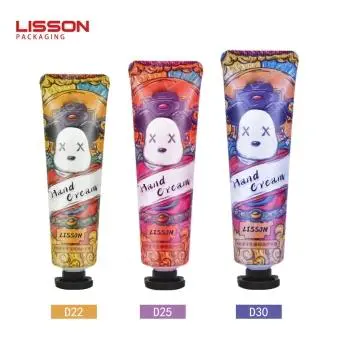 LISSON
PACKAGING
Hand
Cream
LISSON
Hand
Cream
LISSON
Hand
Cream
LISSON
D22
D25
D30